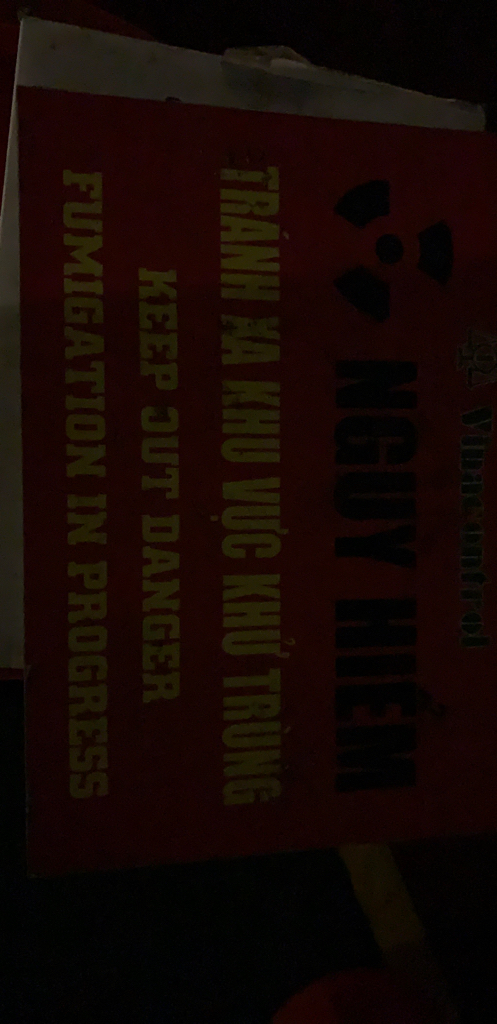 Vinacontrol
NGUY HIỂM
TRÁNH XA KHU VỰC KHỬ TRÙNG
KEEP OUT DANGER
FUMIGATION IN PROGRESS